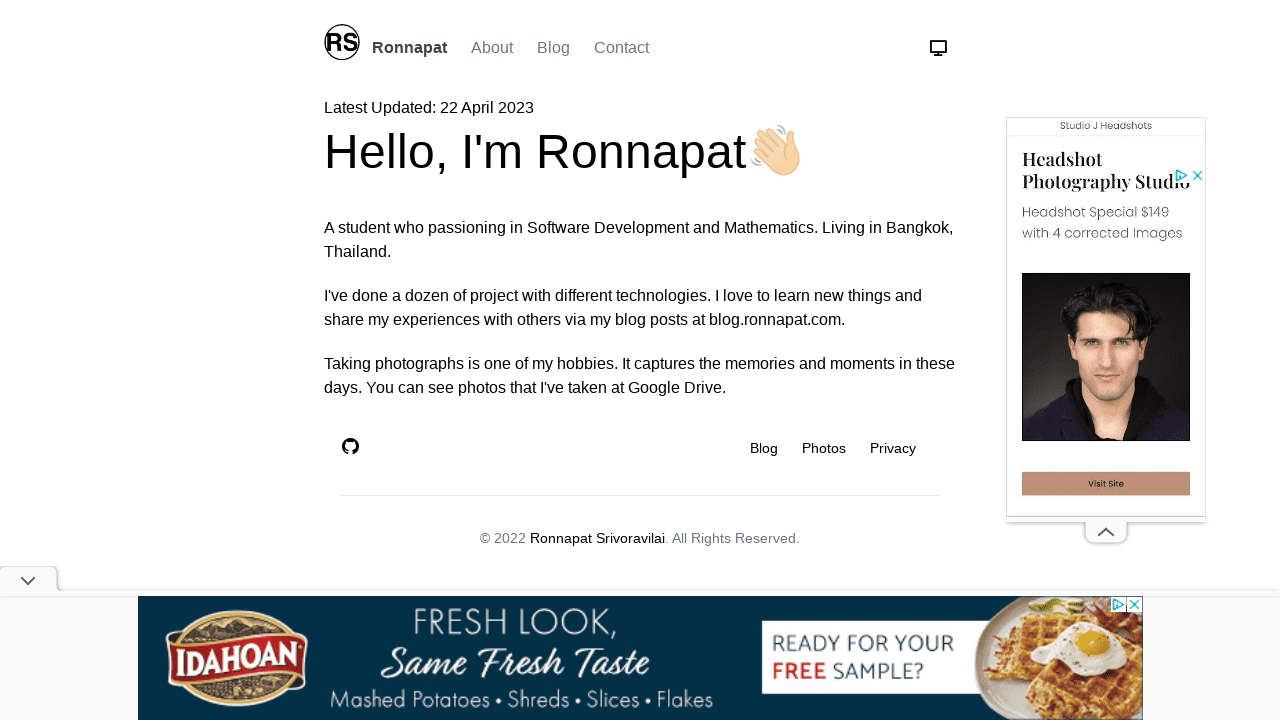 RS Ronnapat About Blog Contact
Latest Updated: 22 April 2023
Hello, I'm Ronnapat
A student who passioning in Software Development and Mathematics. Living in Bangkok,
Thailand.
I've done a dozen of project with different technologies. I love to learn new things and
share my experiences with others via my blog posts at blog.ronnapat.com.
Taking photographs is one of my hobbies. It captures the memories and moments in these
days. You can see photos that I've taken at Google Drive.
Blog Photos Privacy
© 2022 Ronnapat Srivoravilai. All Rights Reserved.
Studio J Headshots
Headshot
Photography Studio
Headshot Special $149
with 4 corrected Images
Visit Site
IDAHOAN
FRESH LOOK,
Same Fresh Taste
Mashed Potatoes • Shreds • Slices • Flakes
READY FOR YOUR
FREE SAMPLE?